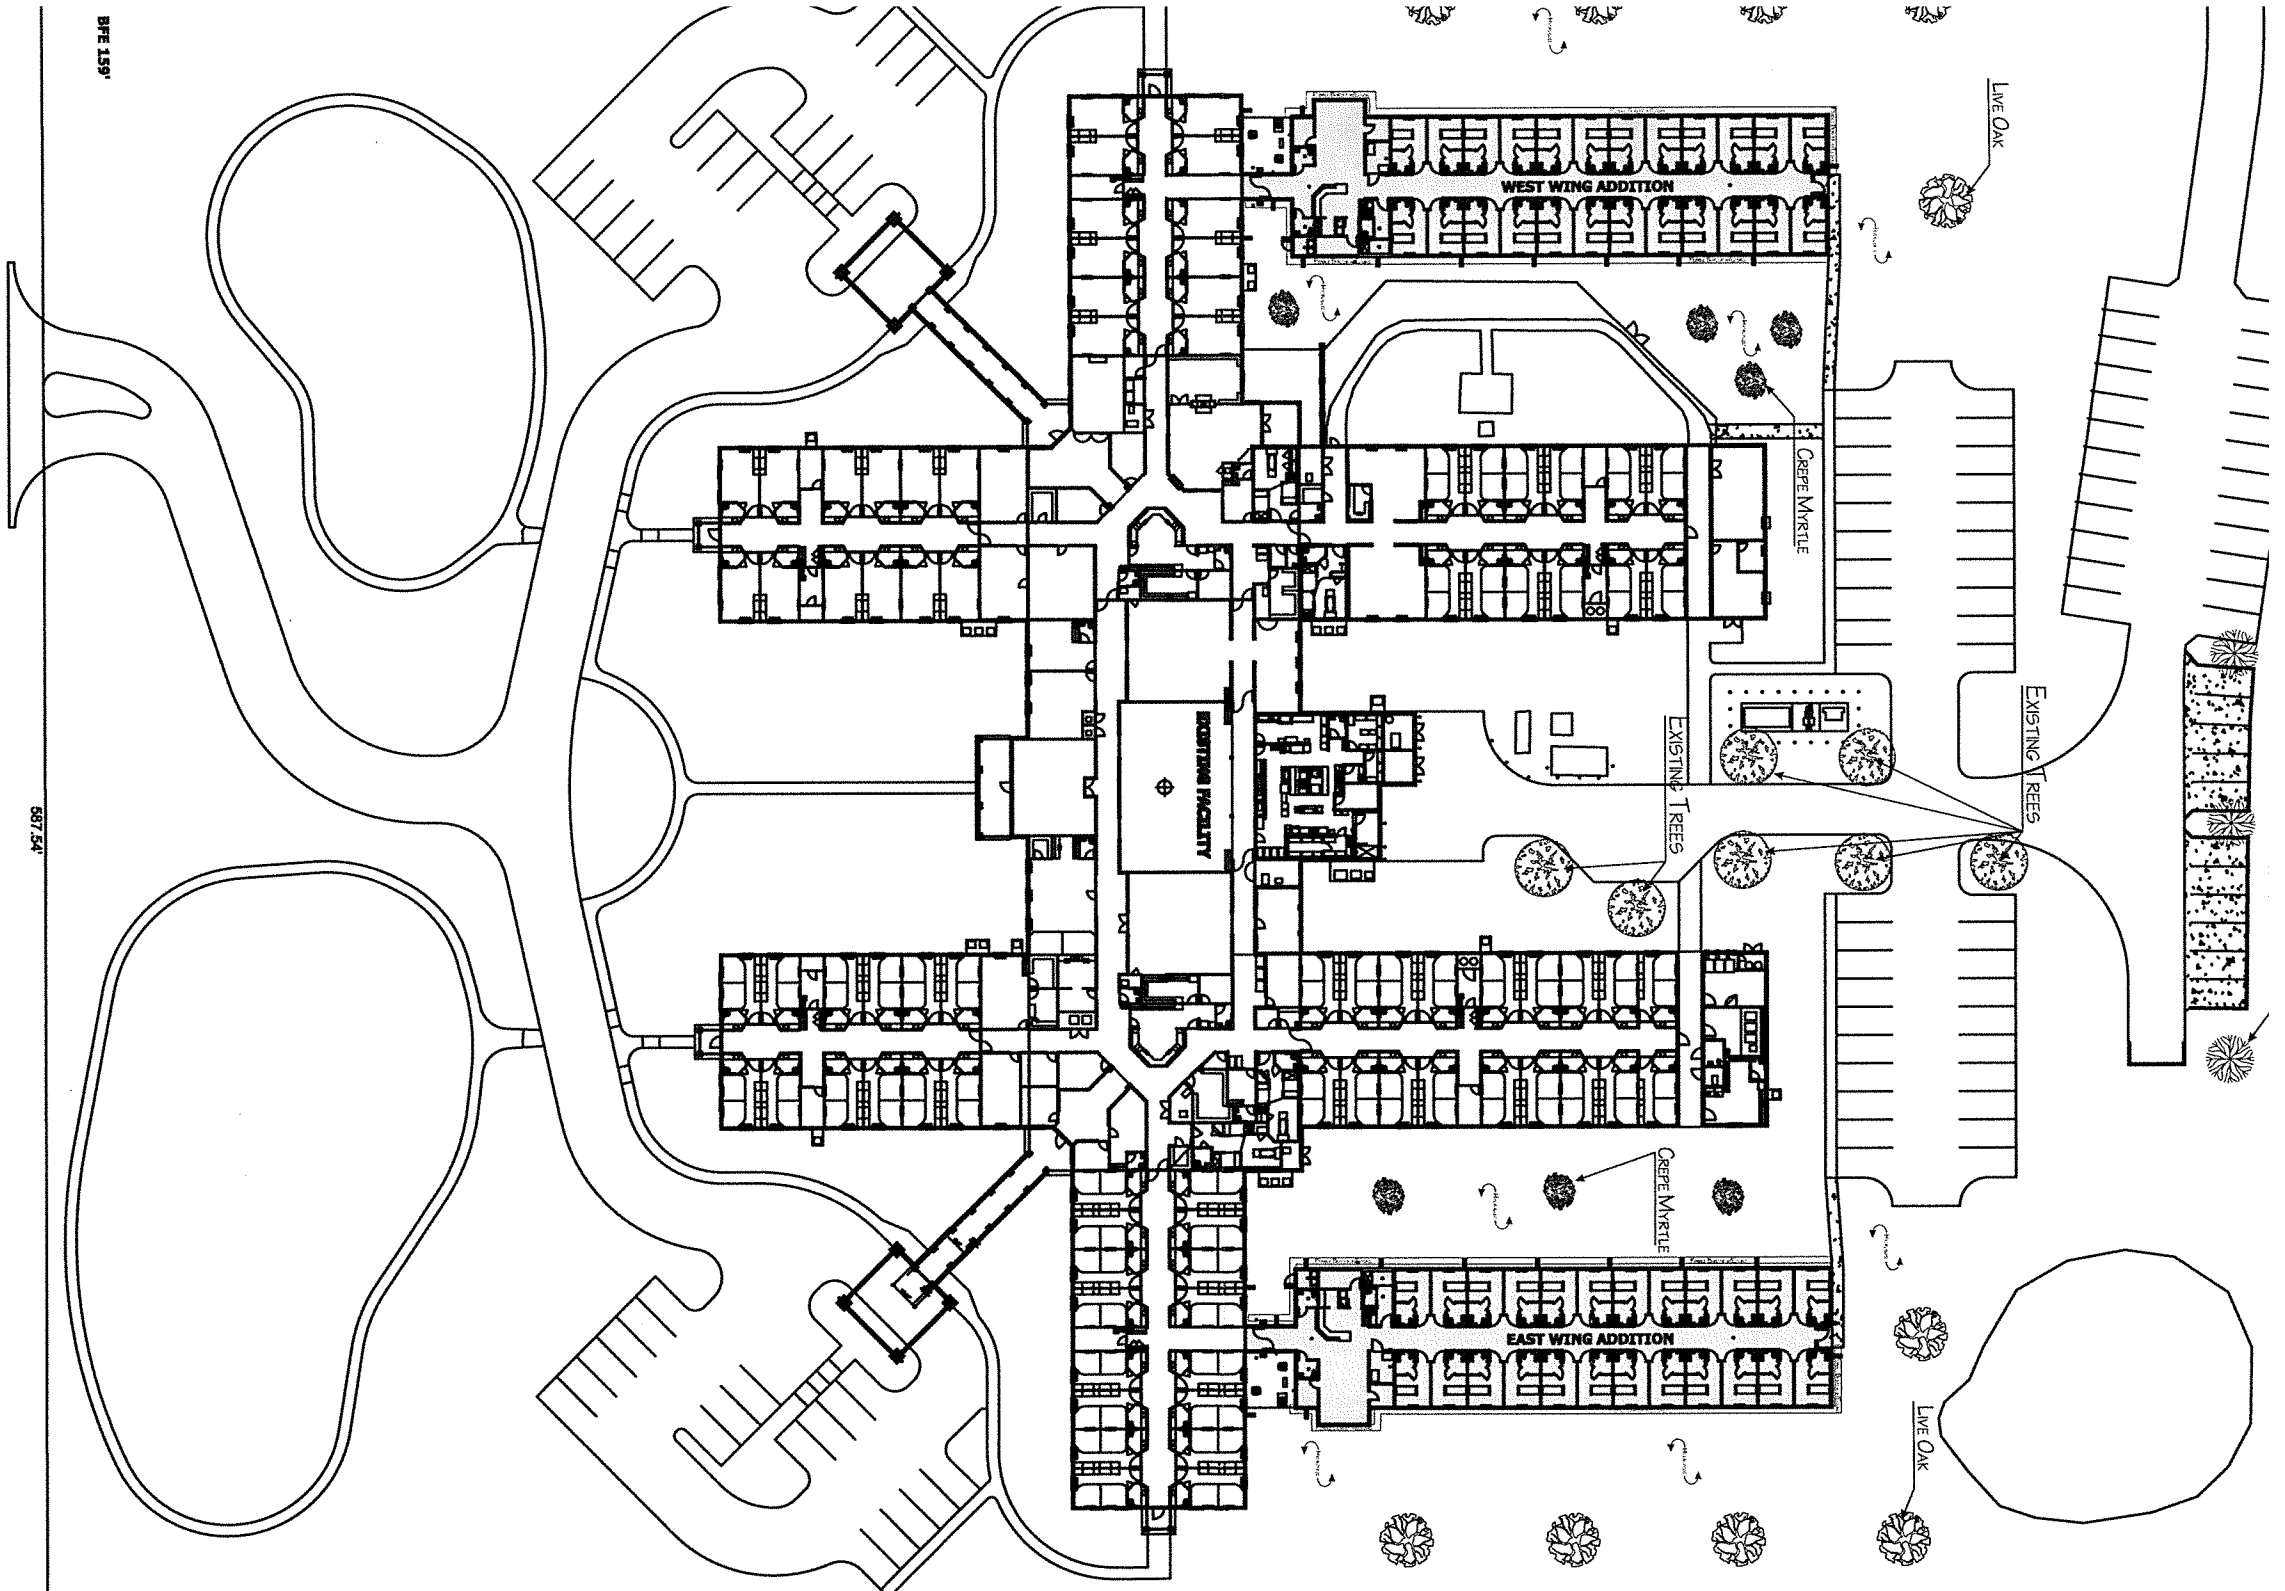 BFE 159'
LIVE OAK
WEST WING ADDITION
CREPE MYRTLE
EXISTING TREES
EXISTING TREES
EXISTING FACILITY
587.54'
CREPE MYRTLE
EAST WING ADDITION
LIVE OAK